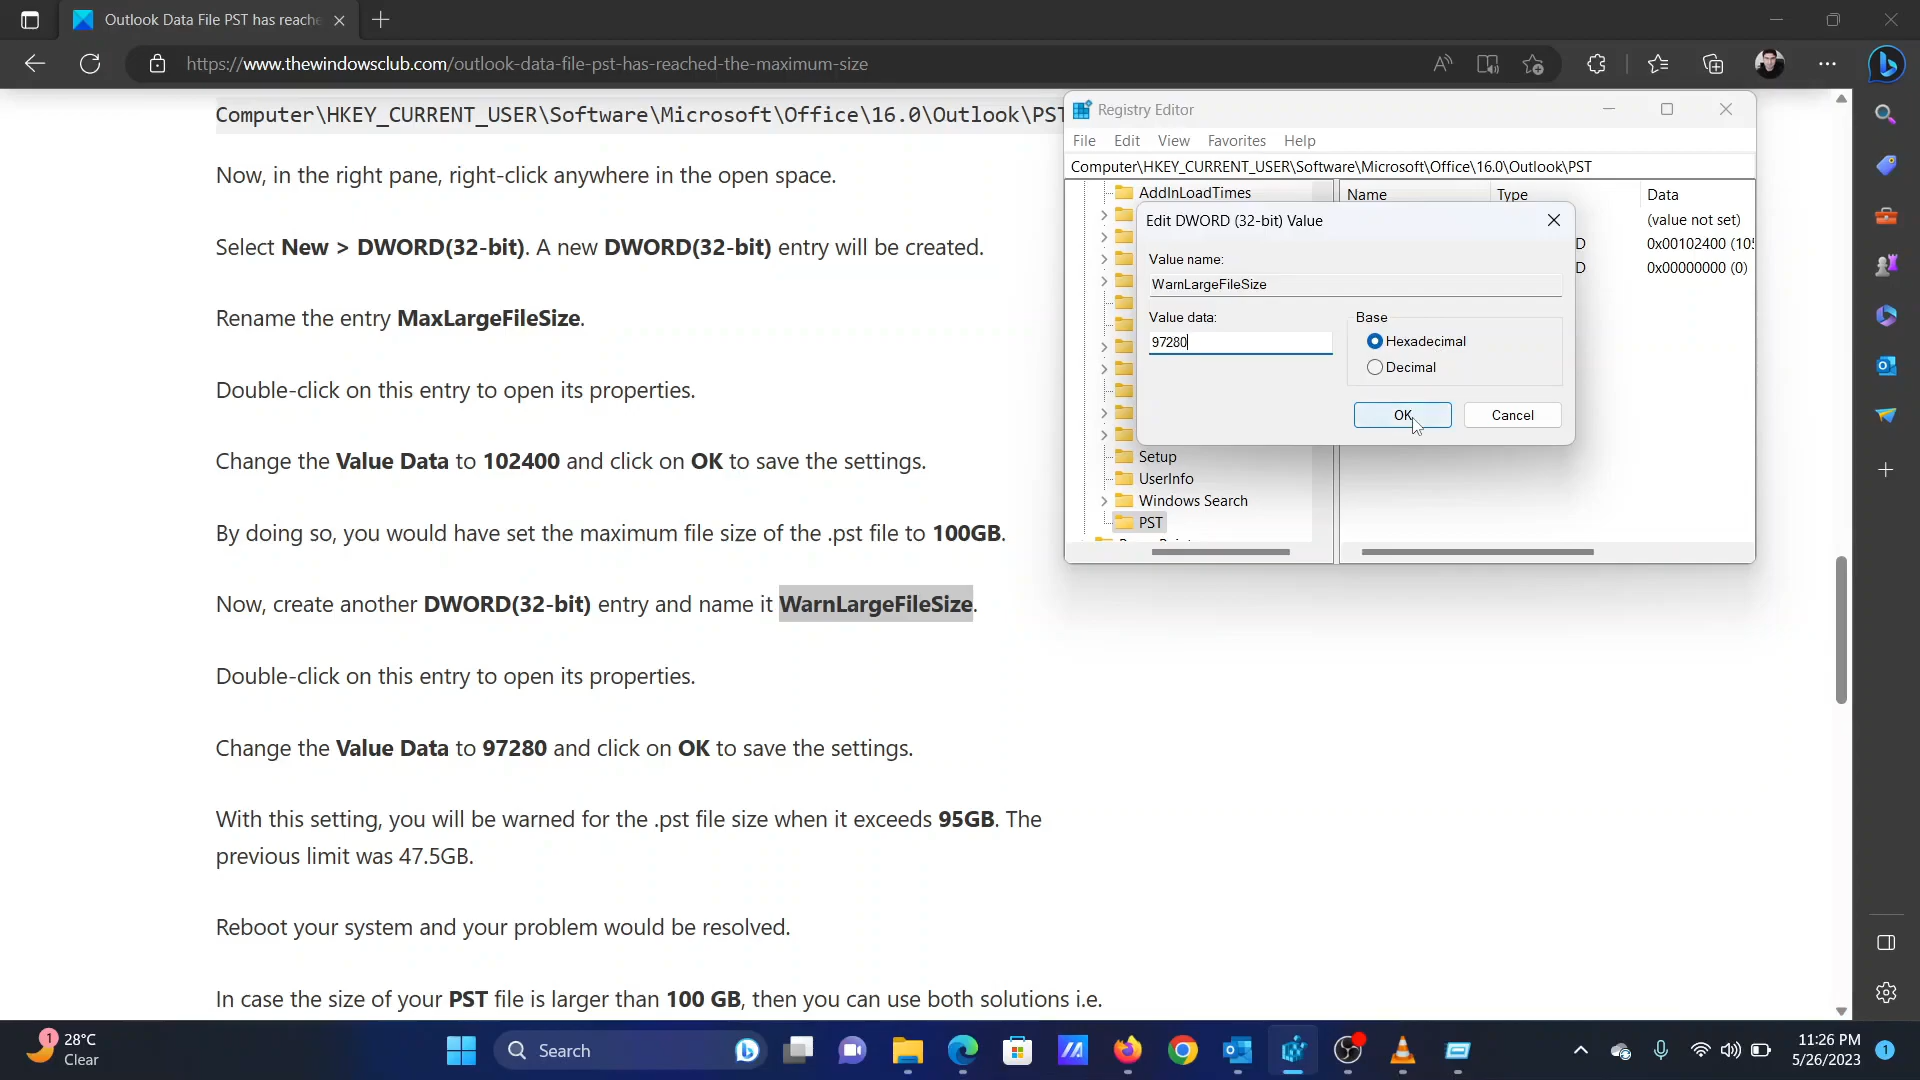 Outlook Data File PST has reache
https://www.thewindowsclub.com/outlook-data-file-pst-has-reached-the-maximum-size
Computer\HKEY_CURRENT_USER\Software\Microsoft\Office\16.0\Outlook\PST
Now, in the right pane, right-click anywhere in the open space.
Select New > DWORD(32-bit). A new DWORD(32-bit) entry will be created.
Rename the entry MaxLargeFileSize.
Double-click on this entry to open its properties.
Change the Value Data to 102400 and click on OK to save the settings.
By doing so, you would have set the maximum file size of the .pst file to 100GB.
Now, create another DWORD(32-bit) entry and name it WarnLargeFileSize.
Double-click on this entry to open its properties.
Change the Value Data to 97280 and click on OK to save the settings.
With this setting, you will be warned for the .pst file size when it exceeds 95GB. The
previous limit was 47.5GB.
Reboot your system and your problem would be resolved.
In case the size of your PST file is larger than 100 GB, then you can use both solutions i.e.
Registry Editor
File Edit View Favorites Help
Computer\HKEY_CURRENT_USER\Software\Microsoft\Office\16.0\Outlook\PST
AddInLoadTimes
Name Type Data
(value not set)
D 0x00102400 (105
D 0x00000000 (0)
Edit DWORD (32-bit) Value
Value name:
WarnLargeFileSize
Value data:
97280
Base
Hexadecimal
Decimal
OK Cancel
Setup
UserInfo
Windows Search
PST
1
28°C
Clear
Search
11:26 PM
5/26/2023
1